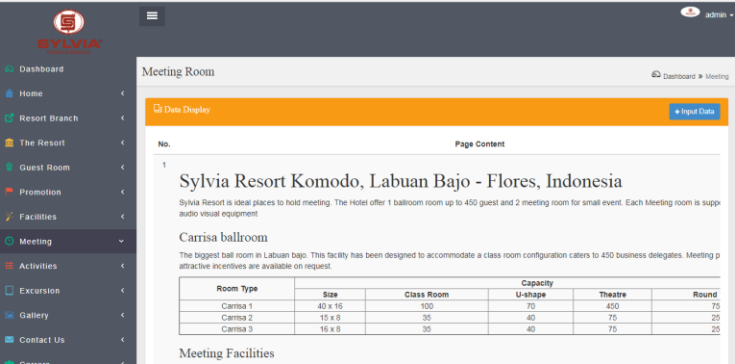 SYLVIA
admin
Dashboard
Home
Resort Branch
The Resort
Guest Room
Promotion
Facilities
Meeting
Activities
Excursion
Gallery
Contact Us
Meeting Room
Dashboard » Meeting
Data Display
+ Input Data
No. Page Content
1
Sylvia Resort Komodo, Labuan Bajo - Flores, Indonesia
Sylvia Resort is ideal places to hold meeting. The Hotel offer 1 ballroom room up to 450 guest and 2 meeting room for small event. Each Meeting room is supp
audio visual equipment
Carrisa ballroom
The biggest ball room in Labuan bajo. This facility has been designed to accommodate a class room configuration caters to 450 business delegates. Meeting p
attractive incentives are available on request.
Room Type Capacity
Size Class Room U-shape Theatre Round
Carrisa 1 40 x 16 100 70 450 75
Carrisa 2 15 x 8 35 40 75 25
Carrisa 3 16 x 8 35 40 75 25
Meeting Facilities